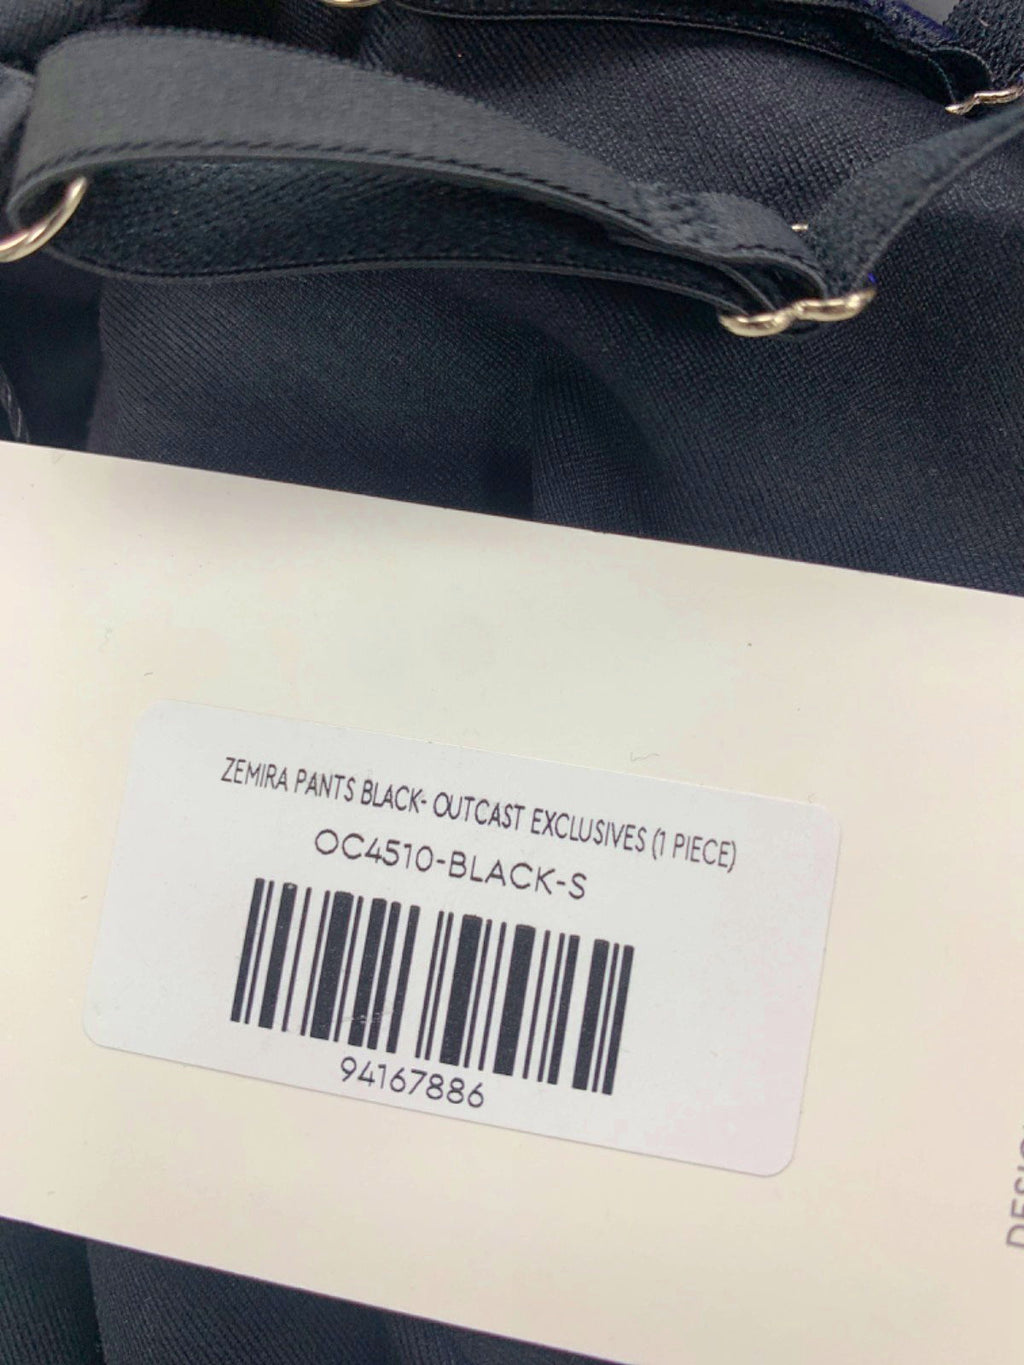 ZEMIRA PANTS BLACK- OUTCAST EXCLUSIVES (1 PIECE)
OC4510-BLACK-S
94167886